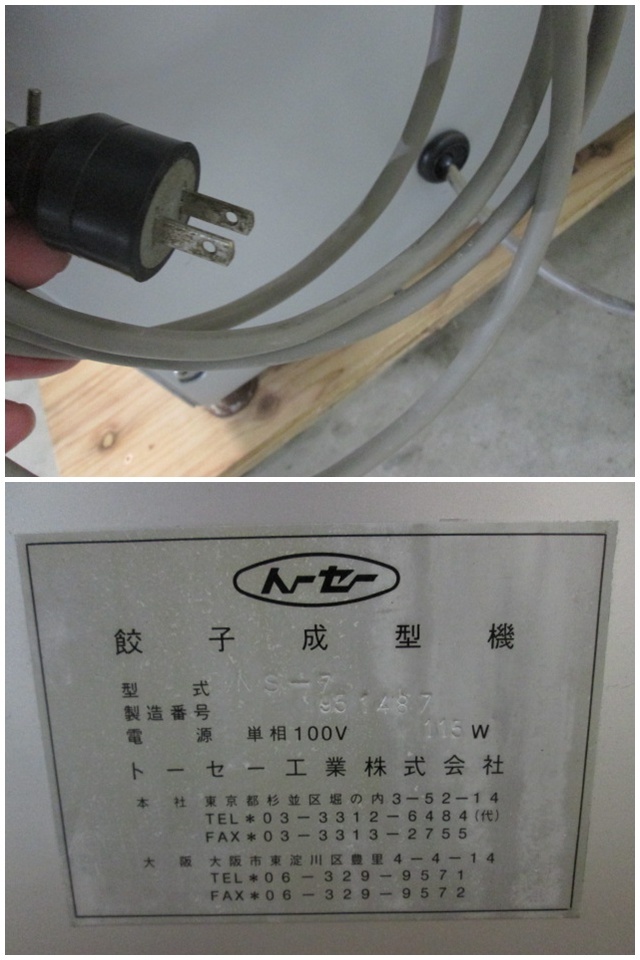 トーセー
餃子成型機
型式 S-7
製造番号 931487
電源 単相100V 115W
トーセー工業株式会社
本社 東京都杉並区堀の内3-52-14
TEL*03-3312-6484(代)
FAX*03-3313-2755
大阪 大阪市東淀川区豊里4-4-14
TEL*06-329-9571
FAX*06-329-9572